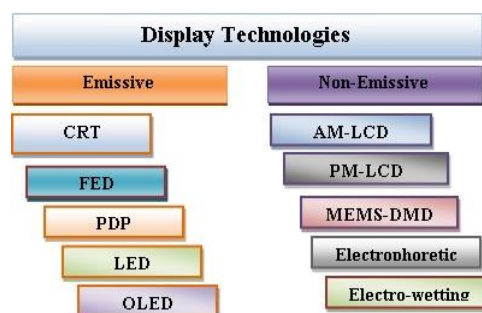 Display Technologies
Emissive
Non-Emissive
CRT
AM-LCD
FED
PM-LCD
PDP
MEMS-DMD
LED
Electrophoretic
OLED
Electro-wetting